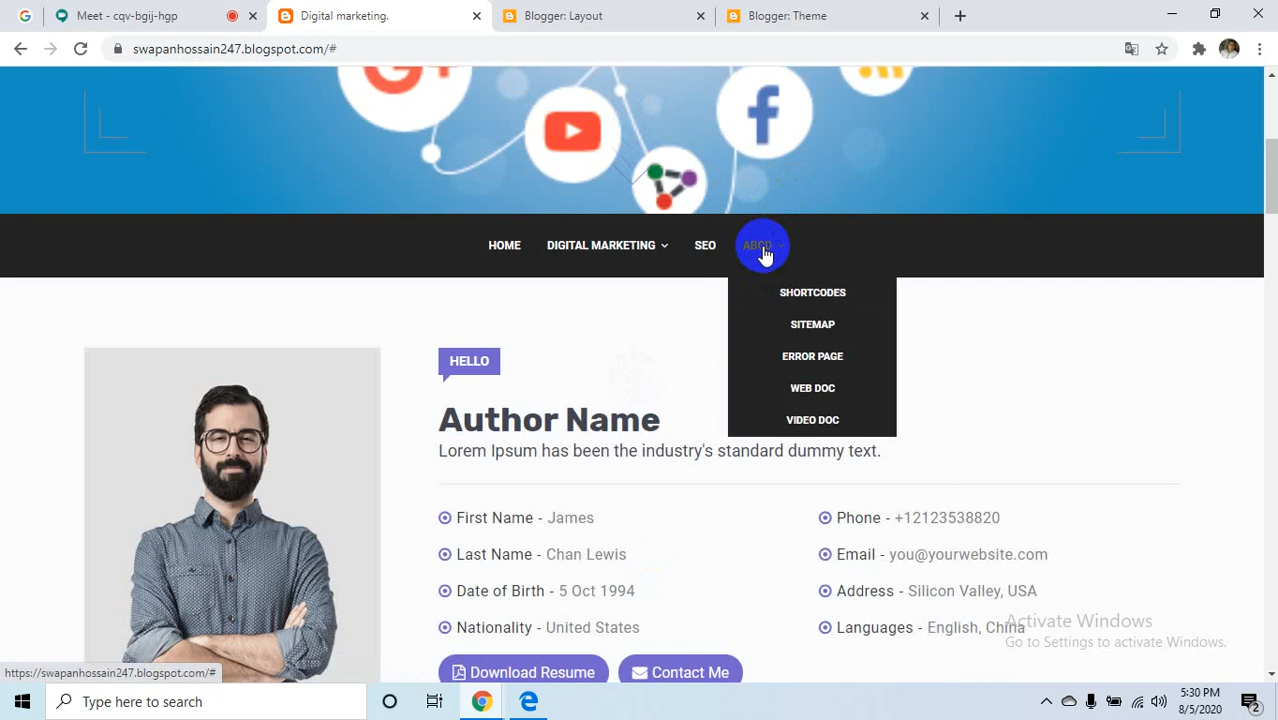 Meet - cqv-bgij-hgp
Digital marketing.
Blogger: Layout
Blogger: Theme
swapanhossain247.blogspot.com/#
G+
f
HOME DIGITAL MARKETING SEO ABCD
SHORTCODES
SITEMAP
ERROR PAGE
WEB DOC
VIDEO DOC
HELLO
Author Name
Lorem Ipsum has been the industry's standard dummy text.
First Name - James
Phone - +12123538820
Last Name - Chan Lewis
Email - you@yourwebsite.com
Date of Birth - 5 Oct 1994
Address - Silicon Valley, USA
Nationality - United States
Languages - English, China
Activate Windows
Go to Settings to activate Windows.
Download Resume
Contact Me
https://swapanhossain247.blogspot.com/#
Type here to search
5:30 PM
8/5/2020
2